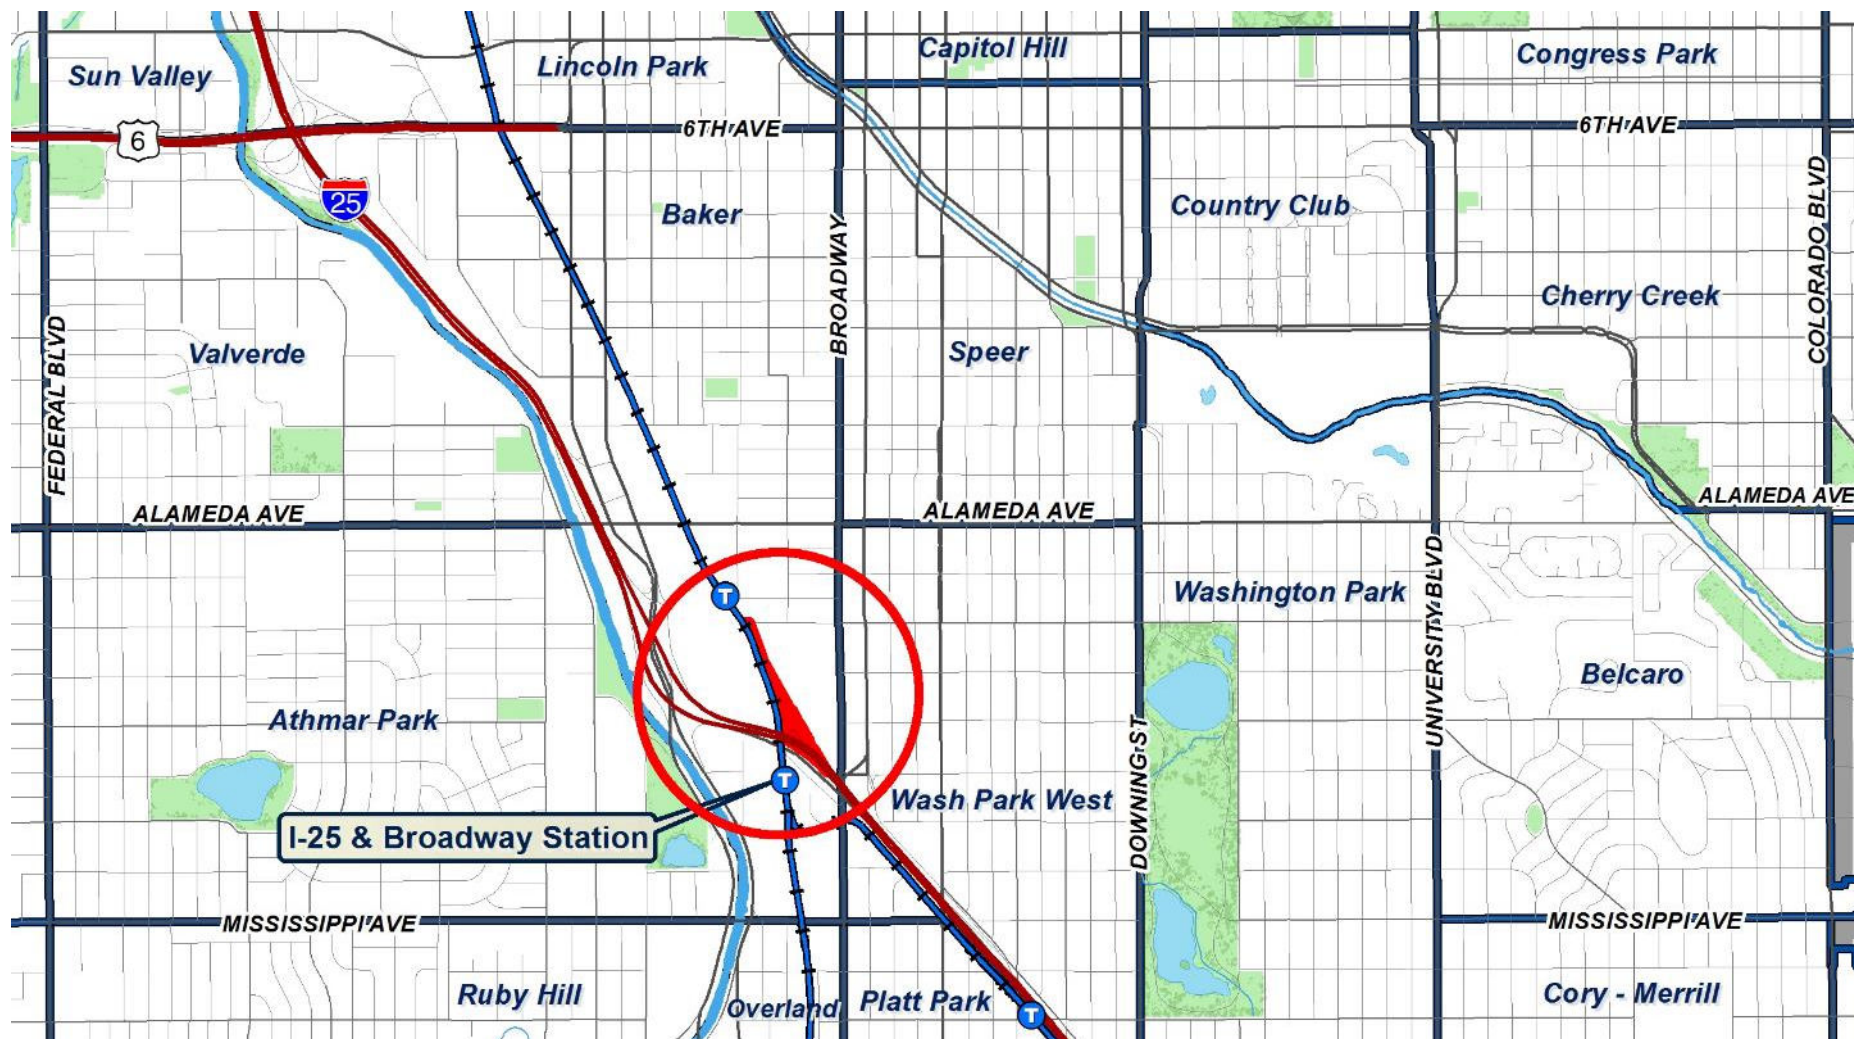 Capitol Hill
Congress Park
Lincoln Park
Sun Valley
6TH AVE
6TH AVE
6
25
Country Club
Baker
COLORADO BLVD
BROADWAY
Cherry Creek
Speer
Valverde
FEDERAL BLVD
ALAMEDA AVE
ALAMEDA AVE
ALAMEDA AVE
Washington Park
T
UNIVERSITY BLVD
Belcaro
Athmar Park
DOWNING ST
T
Wash Park West
I-25 & Broadway Station
MISSISSIPPI AVE
MISSISSIPPI AVE
Ruby Hill
Overland
Platt Park
Cory - Merrill
T